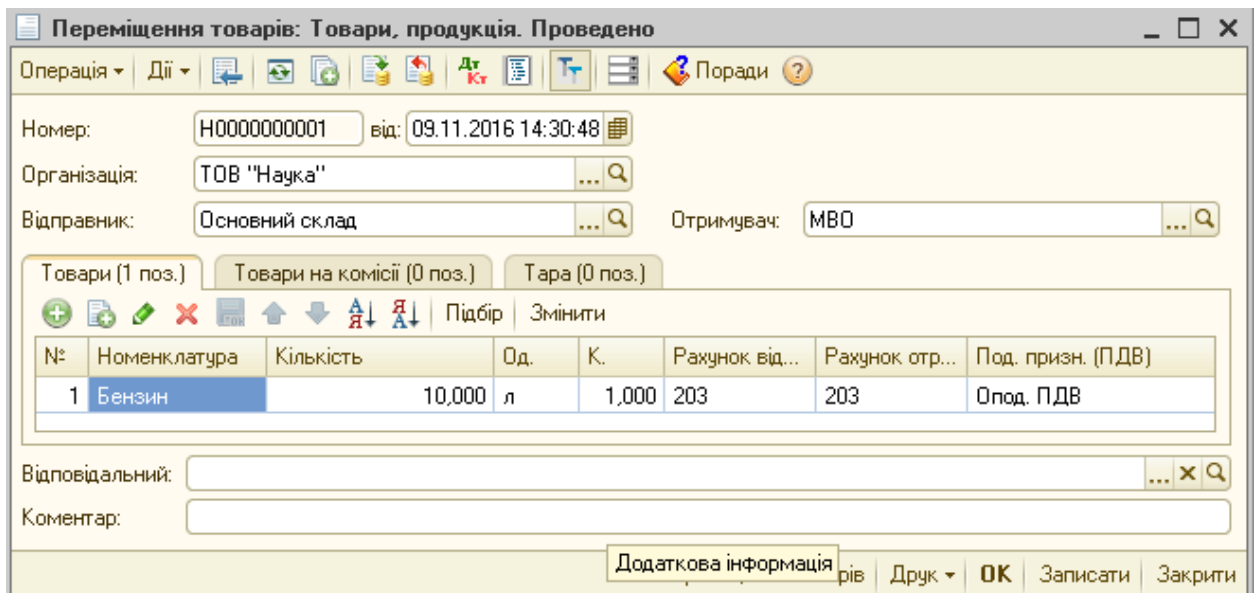 Переміщення товарів: Товари, продукція. Проведено
Операція Дії Дт Кт Поради
Номер: Н0000000001 від: 09.11.2016 14:30:48
Організація: ТОВ "Наука" ...
Відправник: Основний склад ... Отримувач: МВО ...
Товари (1 поз.) Товари на комісії (0 поз.) Тара (0 поз.)
Підбір Змінити
№ Номенклатура Кількість Од. К. Рахунок від... Рахунок отр... Под. призн. (ПДВ)
1 Бензин 10,000 л 1,000 203 203 Опод. ПДВ
Відповідальний: ...
Коментар:
Додаткова інформація
рів Друк OK Записати Закрити